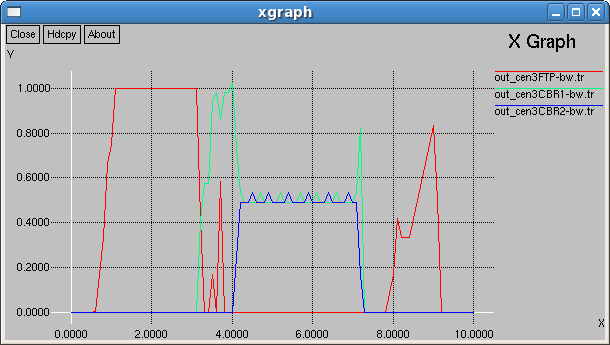 xgraph
Close Hdcpy About
X Graph
Y
out_cen3FTP-bw.tr
out_cen3CBR1-bw.tr
out_cen3CBR2-bw.tr
1.0000
0.8000
0.6000
0.4000
0.2000
0.0000
X
0.0000 2.0000 4.0000 6.0000 8.0000 10.0000